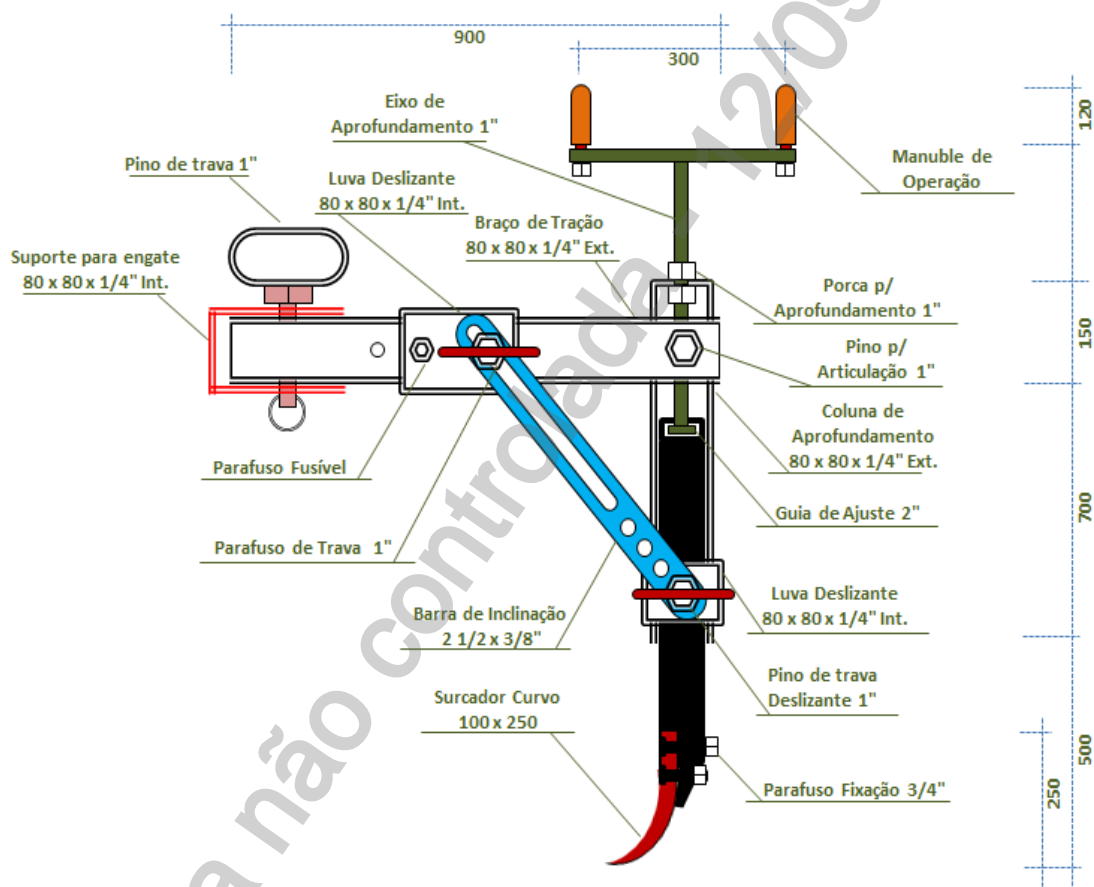 900
300
120
Eixo de
Aprofundamento 1"
Pino de trava 1"
Luva Deslizante
80 x 80 x 1/4" Int.
Manuble de
Operação
Braço de Tração
80 x 80 x 1/4" Ext.
Suporte para engate
80 x 80 x 1/4" Int.
Porca p/
Aprofundamento 1"
150
Pino p/
Articulação 1"
Coluna de
Aprofundamento
80 x 80 x 1/4" Ext.
Parafuso Fusível
Guia de Ajuste 2"
700
Parafuso de Trava 1"
Luva Deslizante
80 x 80 x 1/4" Int.
Barra de Inclinação
2 1/2 x 3/8"
Pino de trava
Deslizante 1"
Surcador Curvo
100 x 250
500
Parafuso Fixação 3/4"
250
a não controlada - 12/09